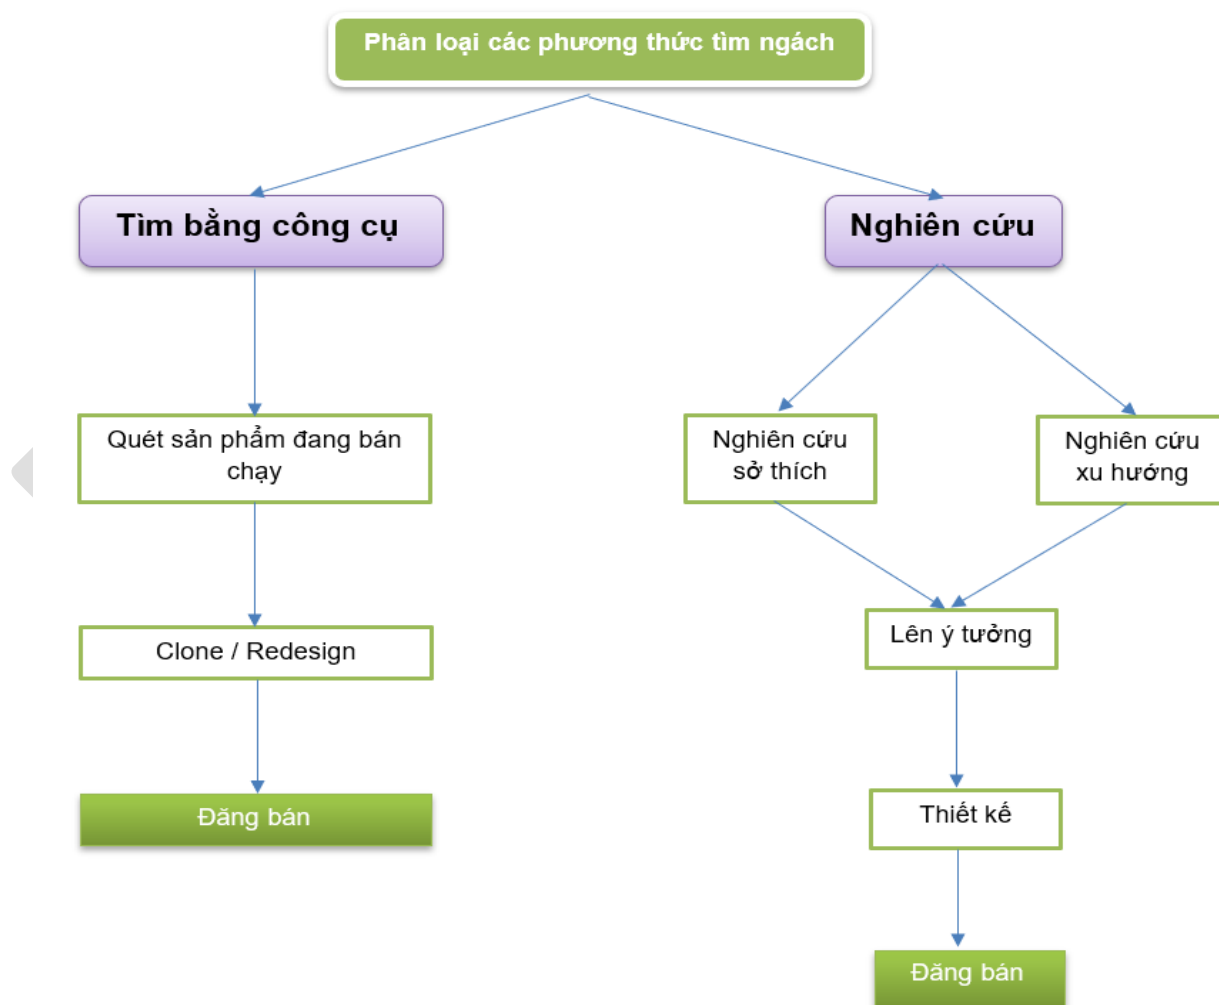 Phân loại các phương thức tìm ngách
Tìm bằng công cụ
Nghiên cứu
Quét sản phẩm đang bán
chạy
Nghiên cứu
sở thích
Nghiên cứu
xu hướng
Clone / Redesign
Lên ý tưởng
Đăng bán
Thiết kế
Đăng bán